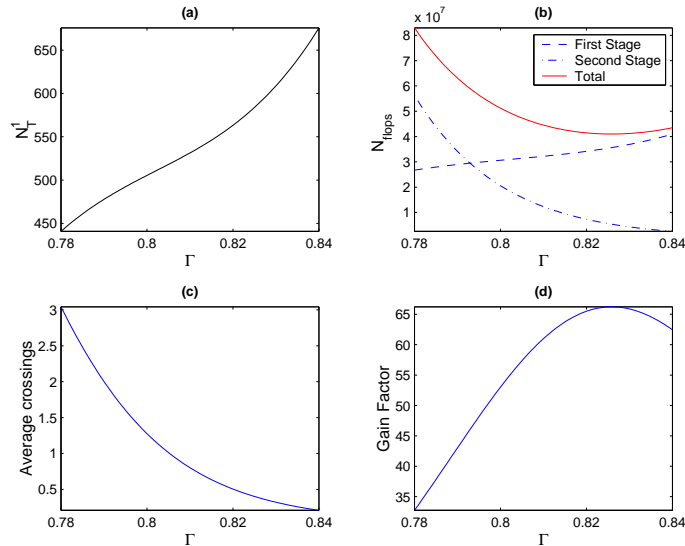 (a)
675
600
550
500
450
N_T^1
0.78
0.8
0.82
0.84
Γ
(b)
x 10^7
8
7
6
5
4
3
2
1
N_flops
First Stage
Second Stage
Total
0.78
0.8
0.82
0.84
Γ
(c)
3
2.5
2
1.5
1
0.5
Average crossings
0.78
0.8
0.82
0.84
Γ
(d)
65
60
55
50
45
40
35
Gain Factor
0.78
0.8
0.82
0.84
Γ